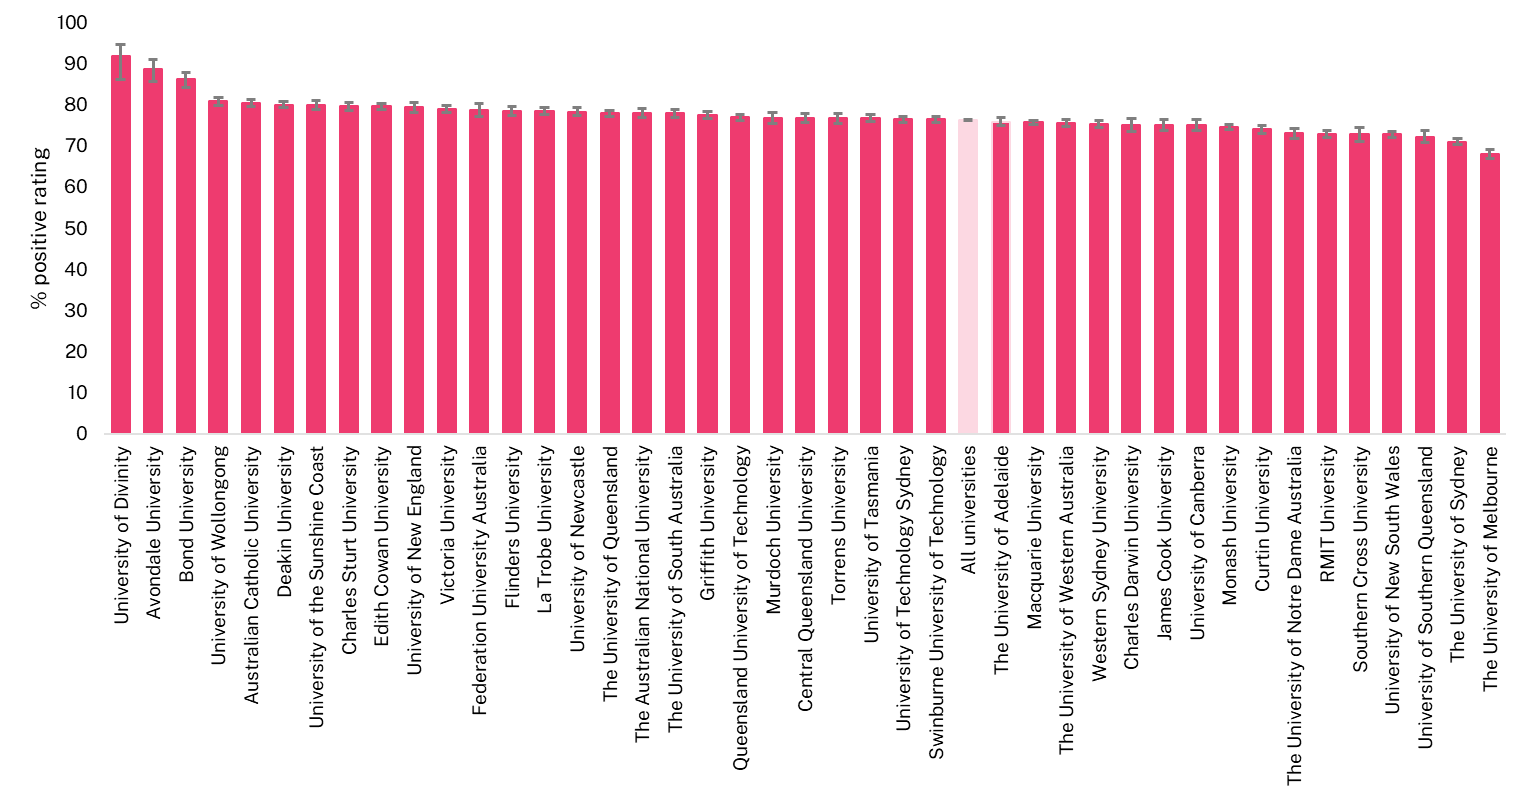 % positive rating
100
90
80
70
60
50
40
30
20
10
0
University of Divinity
Avondale University
Bond University
University of Wollongong
Australian Catholic University
Deakin University
University of the Sunshine Coast
Charles Sturt University
Edith Cowan University
University of New England
Victoria University
Federation University Australia
Flinders University
La Trobe University
University of Newcastle
The University of Queensland
The Australian National University
The University of South Australia
Griffith University
Queensland University of Technology
Murdoch University
Central Queensland University
Torrens University
University of Tasmania
University of Technology Sydney
Swinburne University of Technology
All universities
The University of Adelaide
Macquarie University
The University of Western Australia
Western Sydney University
Charles Darwin University
James Cook University
University of Canberra
Monash University
Curtin University
The University of Notre Dame Australia
RMIT University
Southern Cross University
University of New South Wales
University of Southern Queensland
The University of Sydney
The University of Melbourne